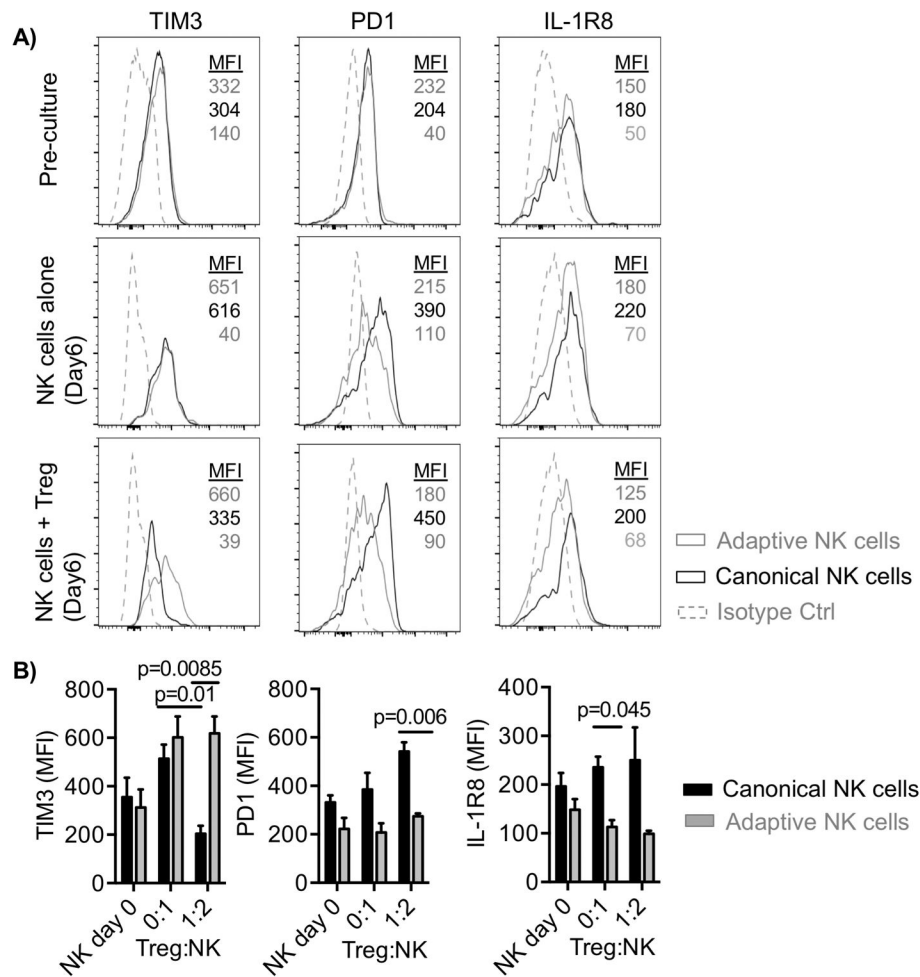 A)
TIM3
PD1
IL-1R8
Pre-culture
MFI
332
304
140
MFI
232
204
40
MFI
150
180
50
NK cells alone
(Day6)
MFI
651
616
40
MFI
215
390
110
MFI
180
220
70
NK cells + Treg
(Day6)
MFI
660
335
39
MFI
180
450
90
MFI
125
200
68
Adaptive NK cells
Canonical NK cells
Isotype Ctrl
B)
p=0.0085
p=0.01
TIM3 (MFI)
800
600
400
200
0
NK day 0
0:1
1:2
Treg:NK
p=0.006
PD1 (MFI)
800
600
400
200
0
NK day 0
0:1
1:2
Treg:NK
p=0.045
IL-1R8 (MFI)
400
300
200
100
0
NK day 0
0:1
1:2
Treg:NK
Canonical NK cells
Adaptive NK cells